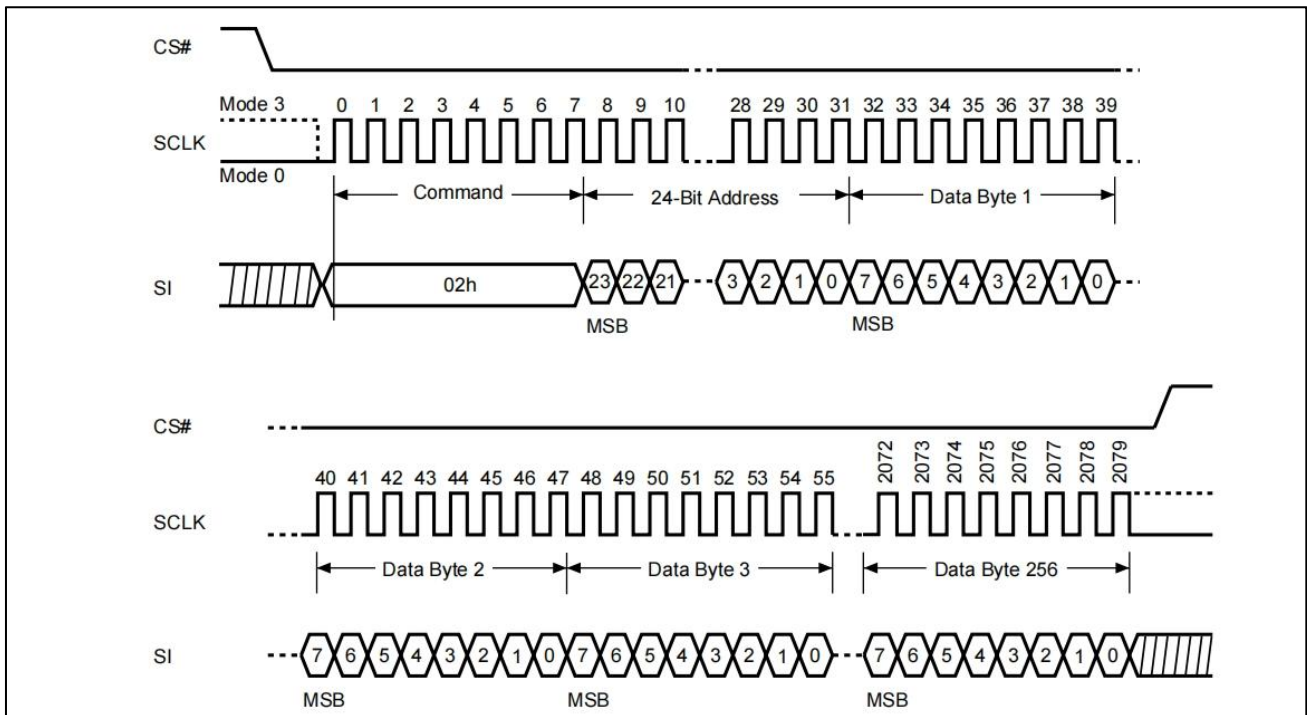 CS#
Mode 3 0 1 2 3 4 5 6 7 8 9 10 28 29 30 31 32 33 34 35 36 37 38 39
SCLK
Mode 0
Command 24-Bit Address Data Byte 1
SI 02h 23 22 21 3 2 1 0 7 6 5 4 3 2 1 0
MSB MSB
CS#
40 41 42 43 44 45 46 47 48 49 50 51 52 53 54 55 2072 2073 2074 2075 2076 2077 2078 2079
SCLK
Data Byte 2 Data Byte 3 Data Byte 256
SI 7 6 5 4 3 2 1 0 7 6 5 4 3 2 1 0 7 6 5 4 3 2 1 0
MSB MSB MSB